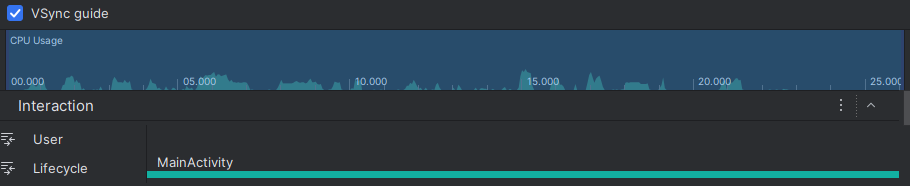 VSync guide
CPU Usage
00.000 05.000 10.000 15.000 20.000 25.000
Interaction
User
MainActivity
Lifecycle